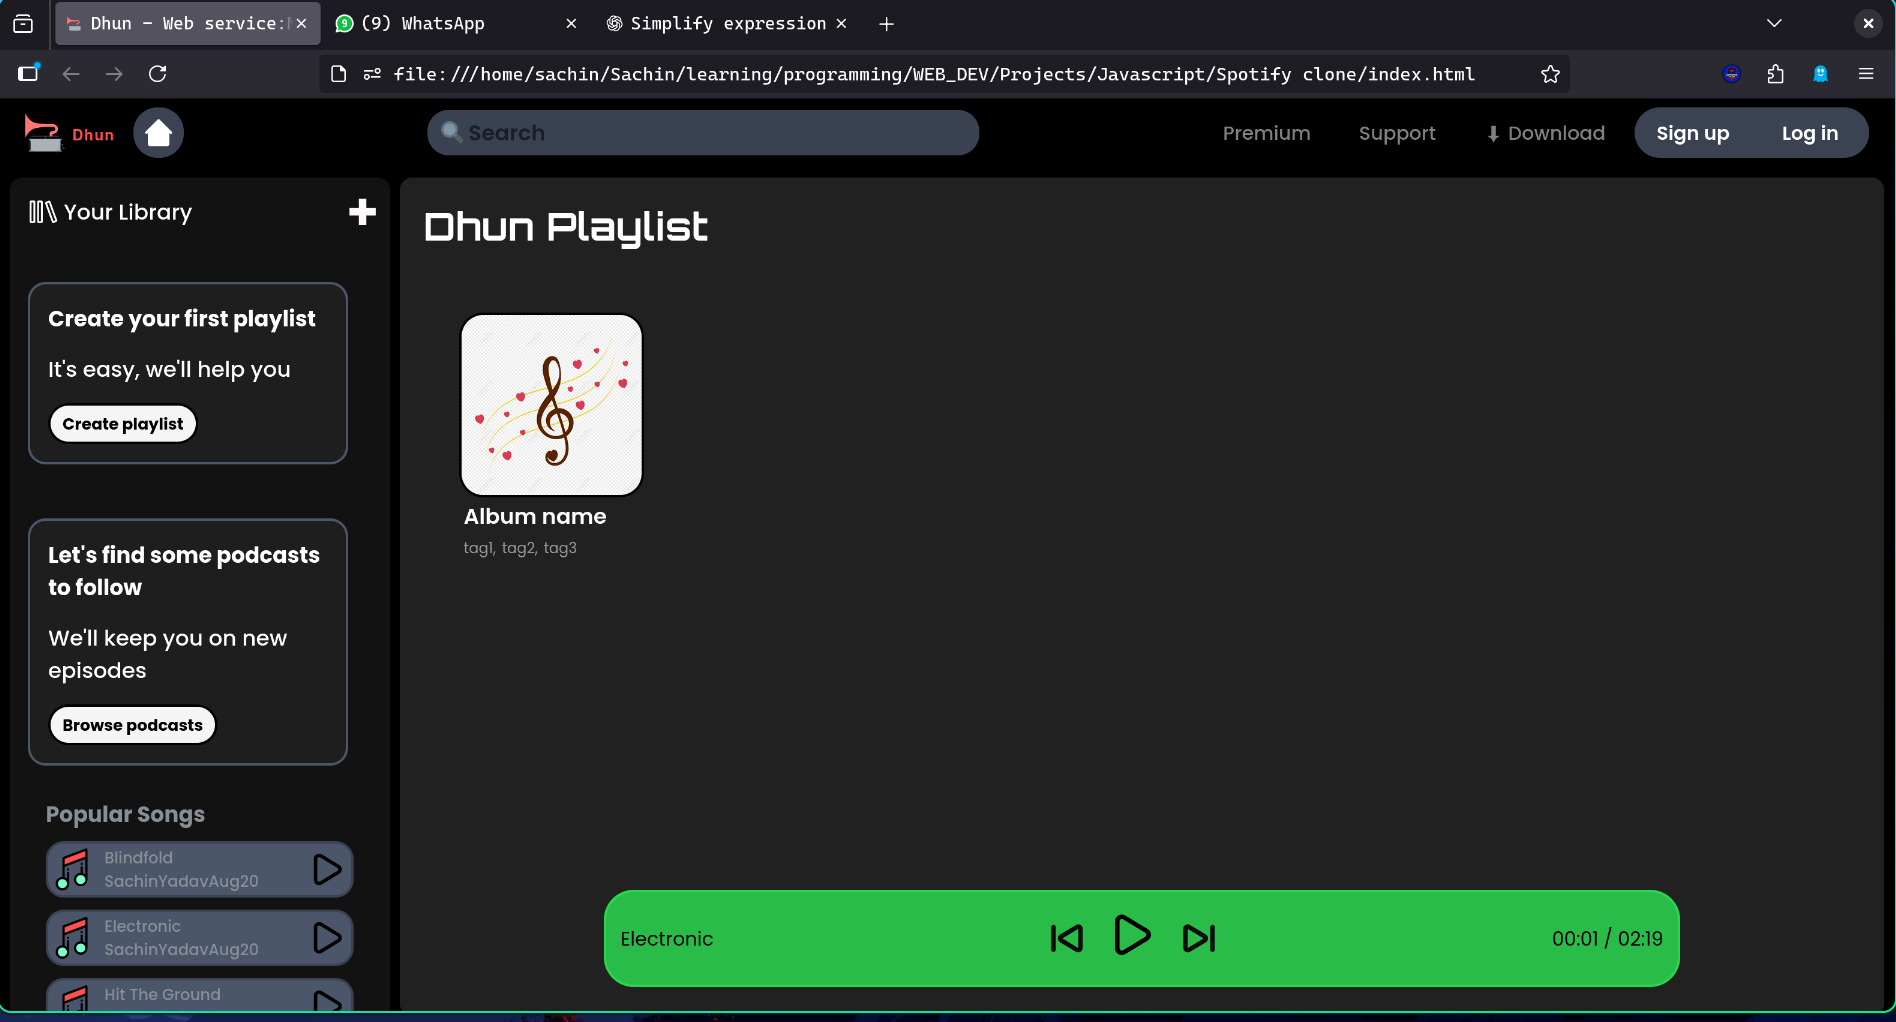 Dhun - Web service:
(9) WhatsApp
Simplify expression
file:///home/sachin/Sachin/learning/programming/WEB_DEV/Projects/Javascript/Spotify clone/index.html
Dhun
Search
Premium
Support
Download
Sign up
Log in
Your Library
Dhun Playlist
Create your first playlist
It's easy, we'll help you
Create playlist
Album name
tag1, tag2, tag3
Let's find some podcasts
to follow
We'll keep you on new
episodes
Browse podcasts
Popular Songs
Blindfold
SachinYadavAug20
Electronic
SachinYadavAug20
Hit The Ground
Electronic
00:01 / 02:19